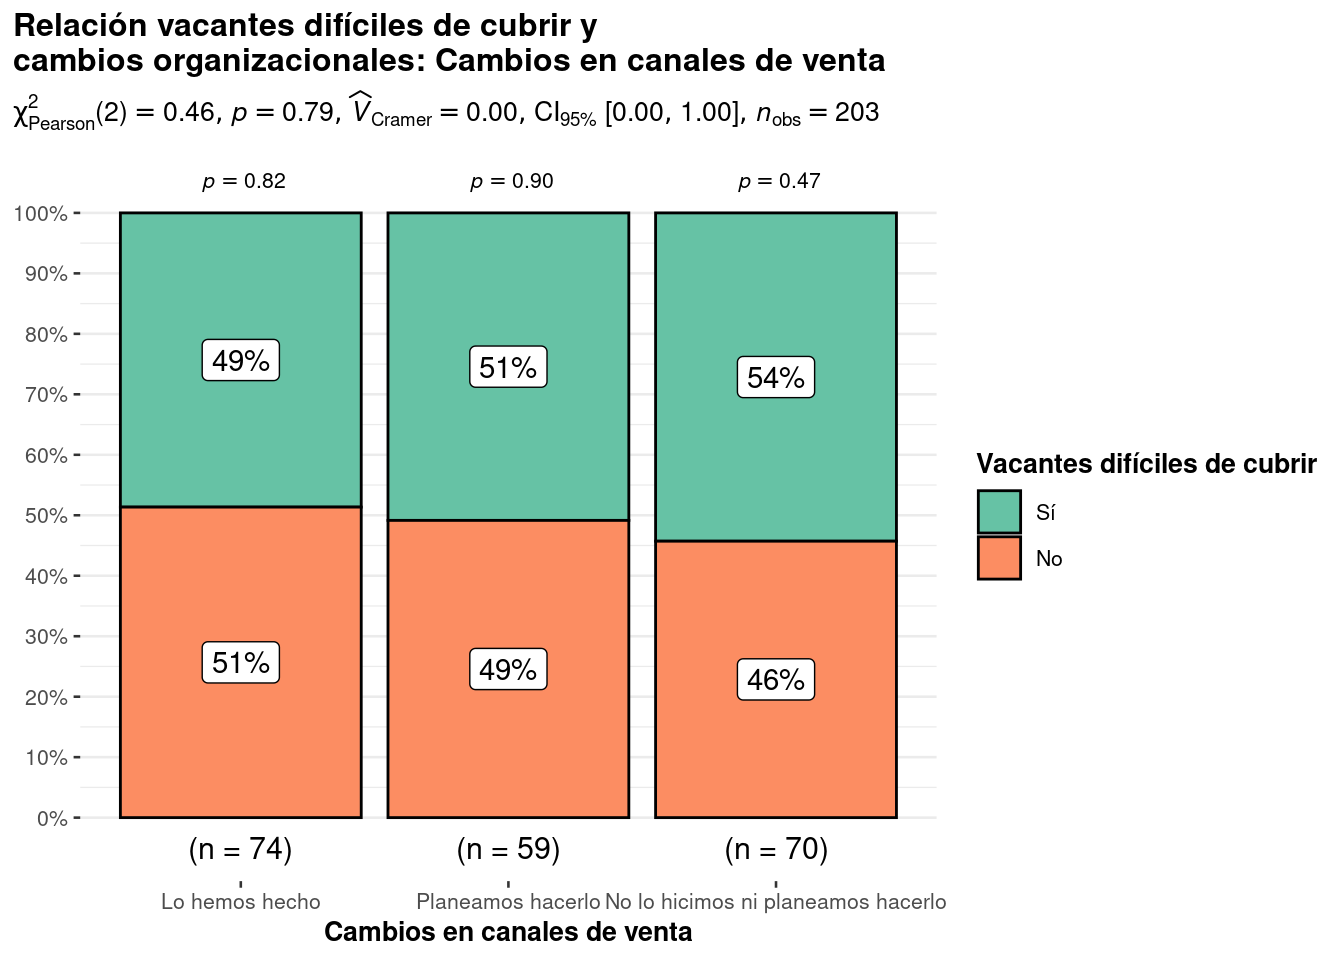 Relación vacantes difíciles de cubrir y
cambios organizacionales: Cambios en canales de venta
χ²Pearson(2) = 0.46, p = 0.79, V̂Cramer = 0.00, CI95% [0.00, 1.00], nobs = 203
p = 0.82 p = 0.90 p = 0.47
100%
90%
80%
70%
60%
50%
40%
30%
20%
10%
0%
49% 51% 54%
51% 49% 46%
(n = 74) (n = 59) (n = 70)
Lo hemos hecho Planeamos hacerlo No lo hicimos ni planeamos hacerlo
Cambios en canales de venta
Vacantes difíciles de cubrir
Sí
No